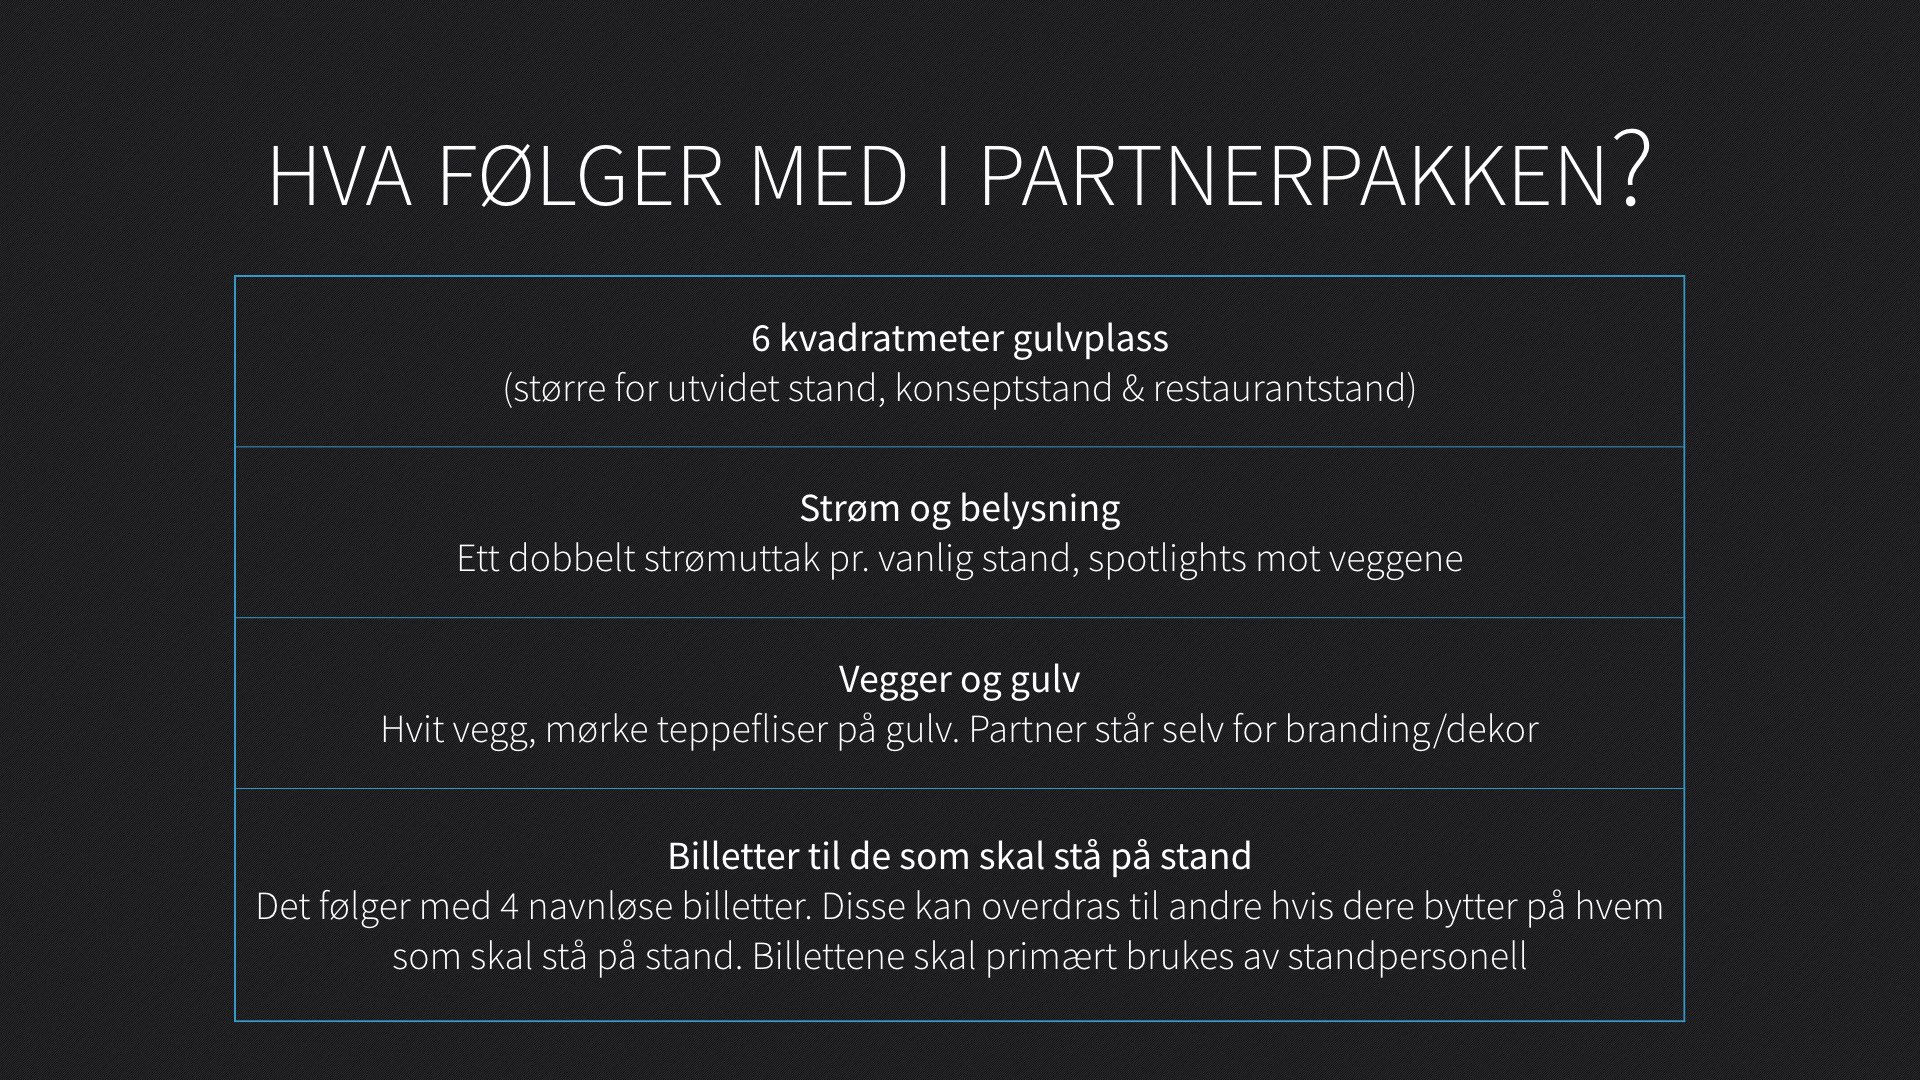 HVA FØLGER MED I PARTNERPAKKEN?
6 kvadratmeter gulvplass
(større for utvidet stand, konseptstand & restaurantstand)
Strøm og belysning
Ett dobbelt strømuttak pr. vanlig stand, spotlights mot veggene
Vegger og gulv
Hvit vegg, mørke teppefliser på gulv. Partner står selv for branding/dekor
Billetter til de som skal stå på stand
Det følger med 4 navnløse billetter. Disse kan overdras til andre hvis dere bytter på hvem
som skal stå på stand. Billettene skal primært brukes av standpersonell